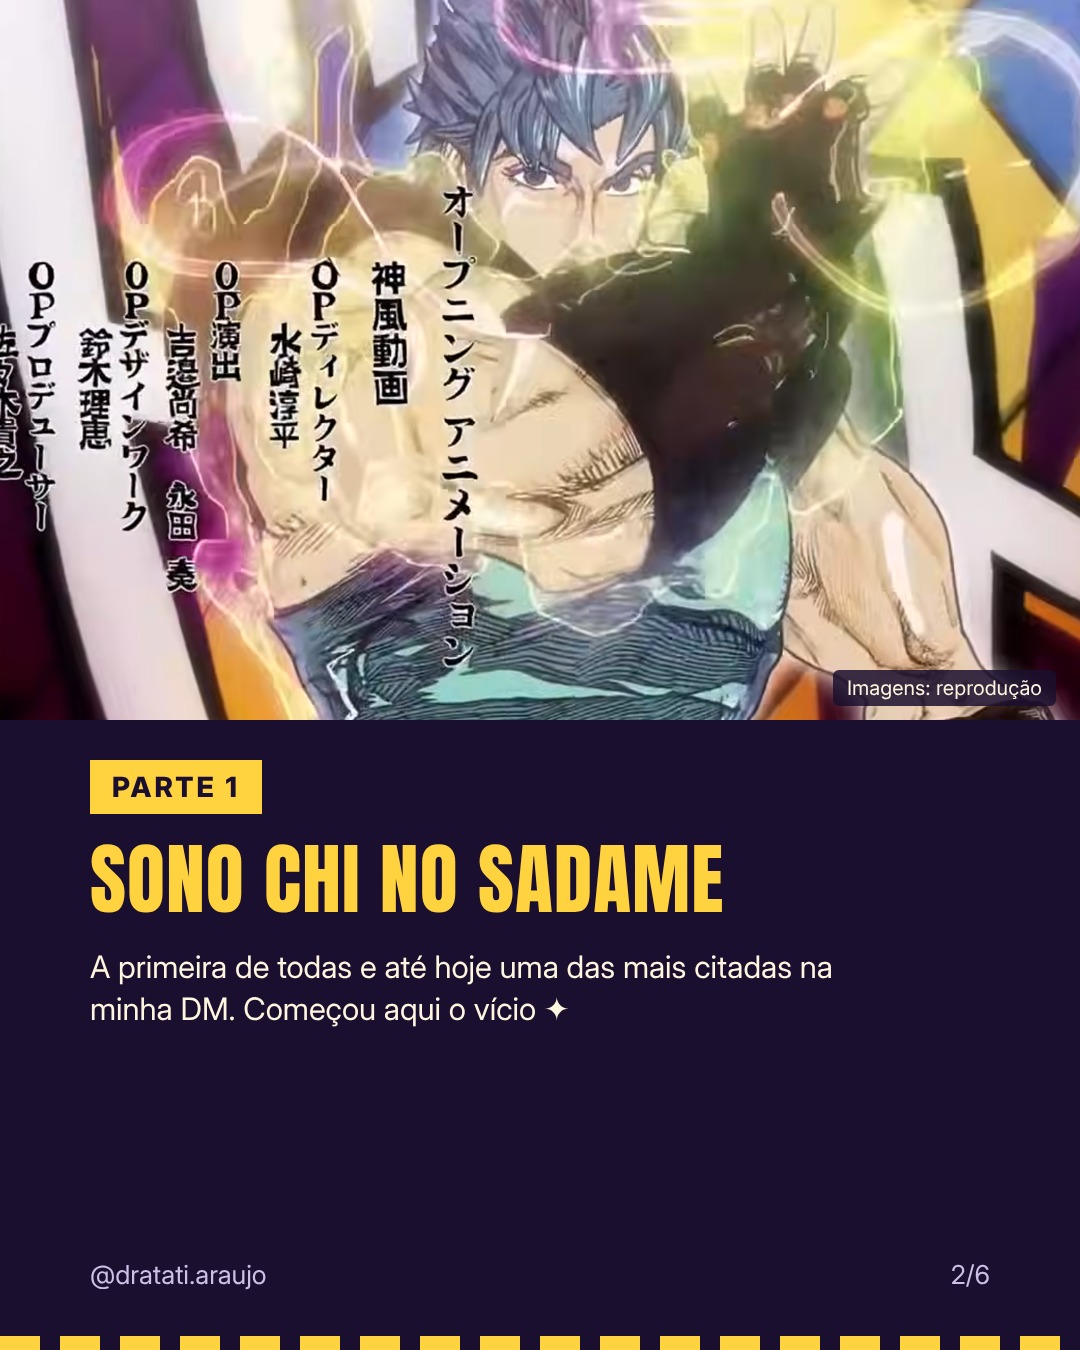 オープニング アニメーション
神風動画
OPディレクター
水﨑淳平
OP演出
吉邉尚希 永田 奏
OPデザインワーク
鈴木理恵
OPプロデューサー
Imagens: reprodução
PARTE 1
SONO CHI NO SADAME
A primeira de todas e até hoje uma das mais citadas na
minha DM. Começou aqui o vício ✦
@dratati.araujo
2/6